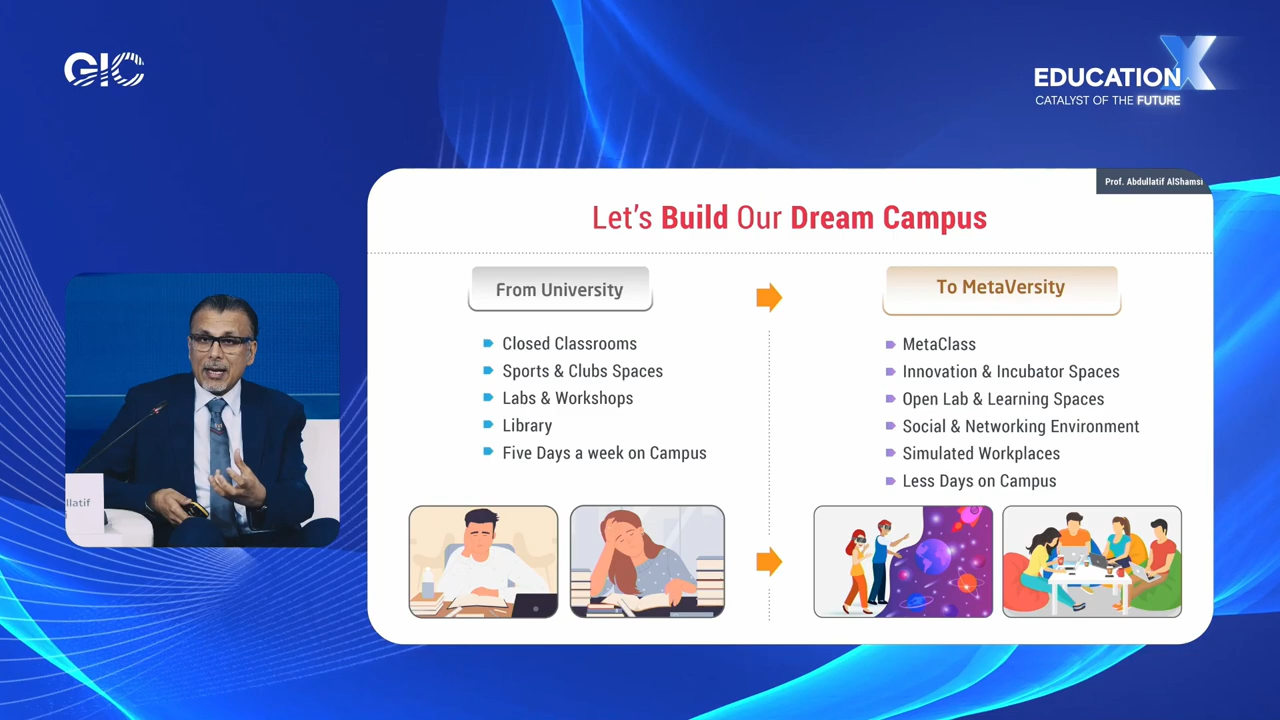 GIC
EDUCATIONX
CATALYST OF THE FUTURE
Prof. Abdullatif AlShamsi
Let's Build Our Dream Campus
From University
To MetaVersity
Closed Classrooms
Sports & Clubs Spaces
Labs & Workshops
Library
Five Days a week on Campus
MetaClass
Innovation & Incubator Spaces
Open Lab & Learning Spaces
Social & Networking Environment
Simulated Workplaces
Less Days on Campus
llatif